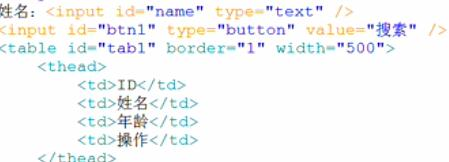 姓名：<input id="name" type="text" />
<input id="btn1" type="button" value="搜索" />
<table id="tab1" border="1" width="500">
<thead>
<td>ID</td>
<td>姓名</td>
<td>年龄</td>
<td>操作</td>
</thead>